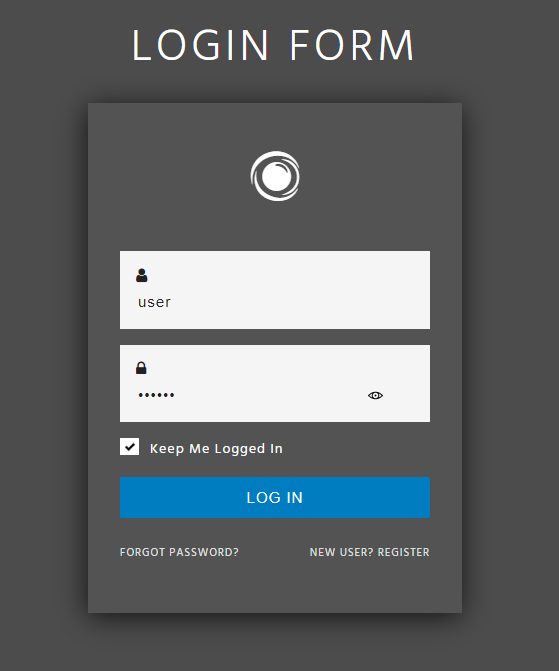 LOGIN FORM
user
••••••
Keep Me Logged In
LOG IN
FORGOT PASSWORD?
NEW USER? REGISTER